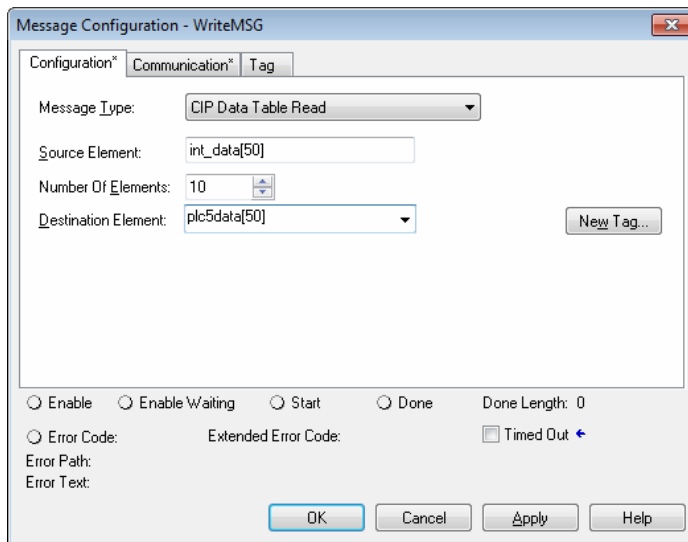 Message Configuration - WriteMSG
Configuration* Communication* Tag
Message Type: CIP Data Table Read
Source Element: int_data[50]
Number Of Elements: 10
Destination Element: plc5data[50] New Tag...
Enable Enable Waiting Start Done Done Length: 0
Error Code: Extended Error Code: Timed Out
Error Path:
Error Text:
OK Cancel Apply Help